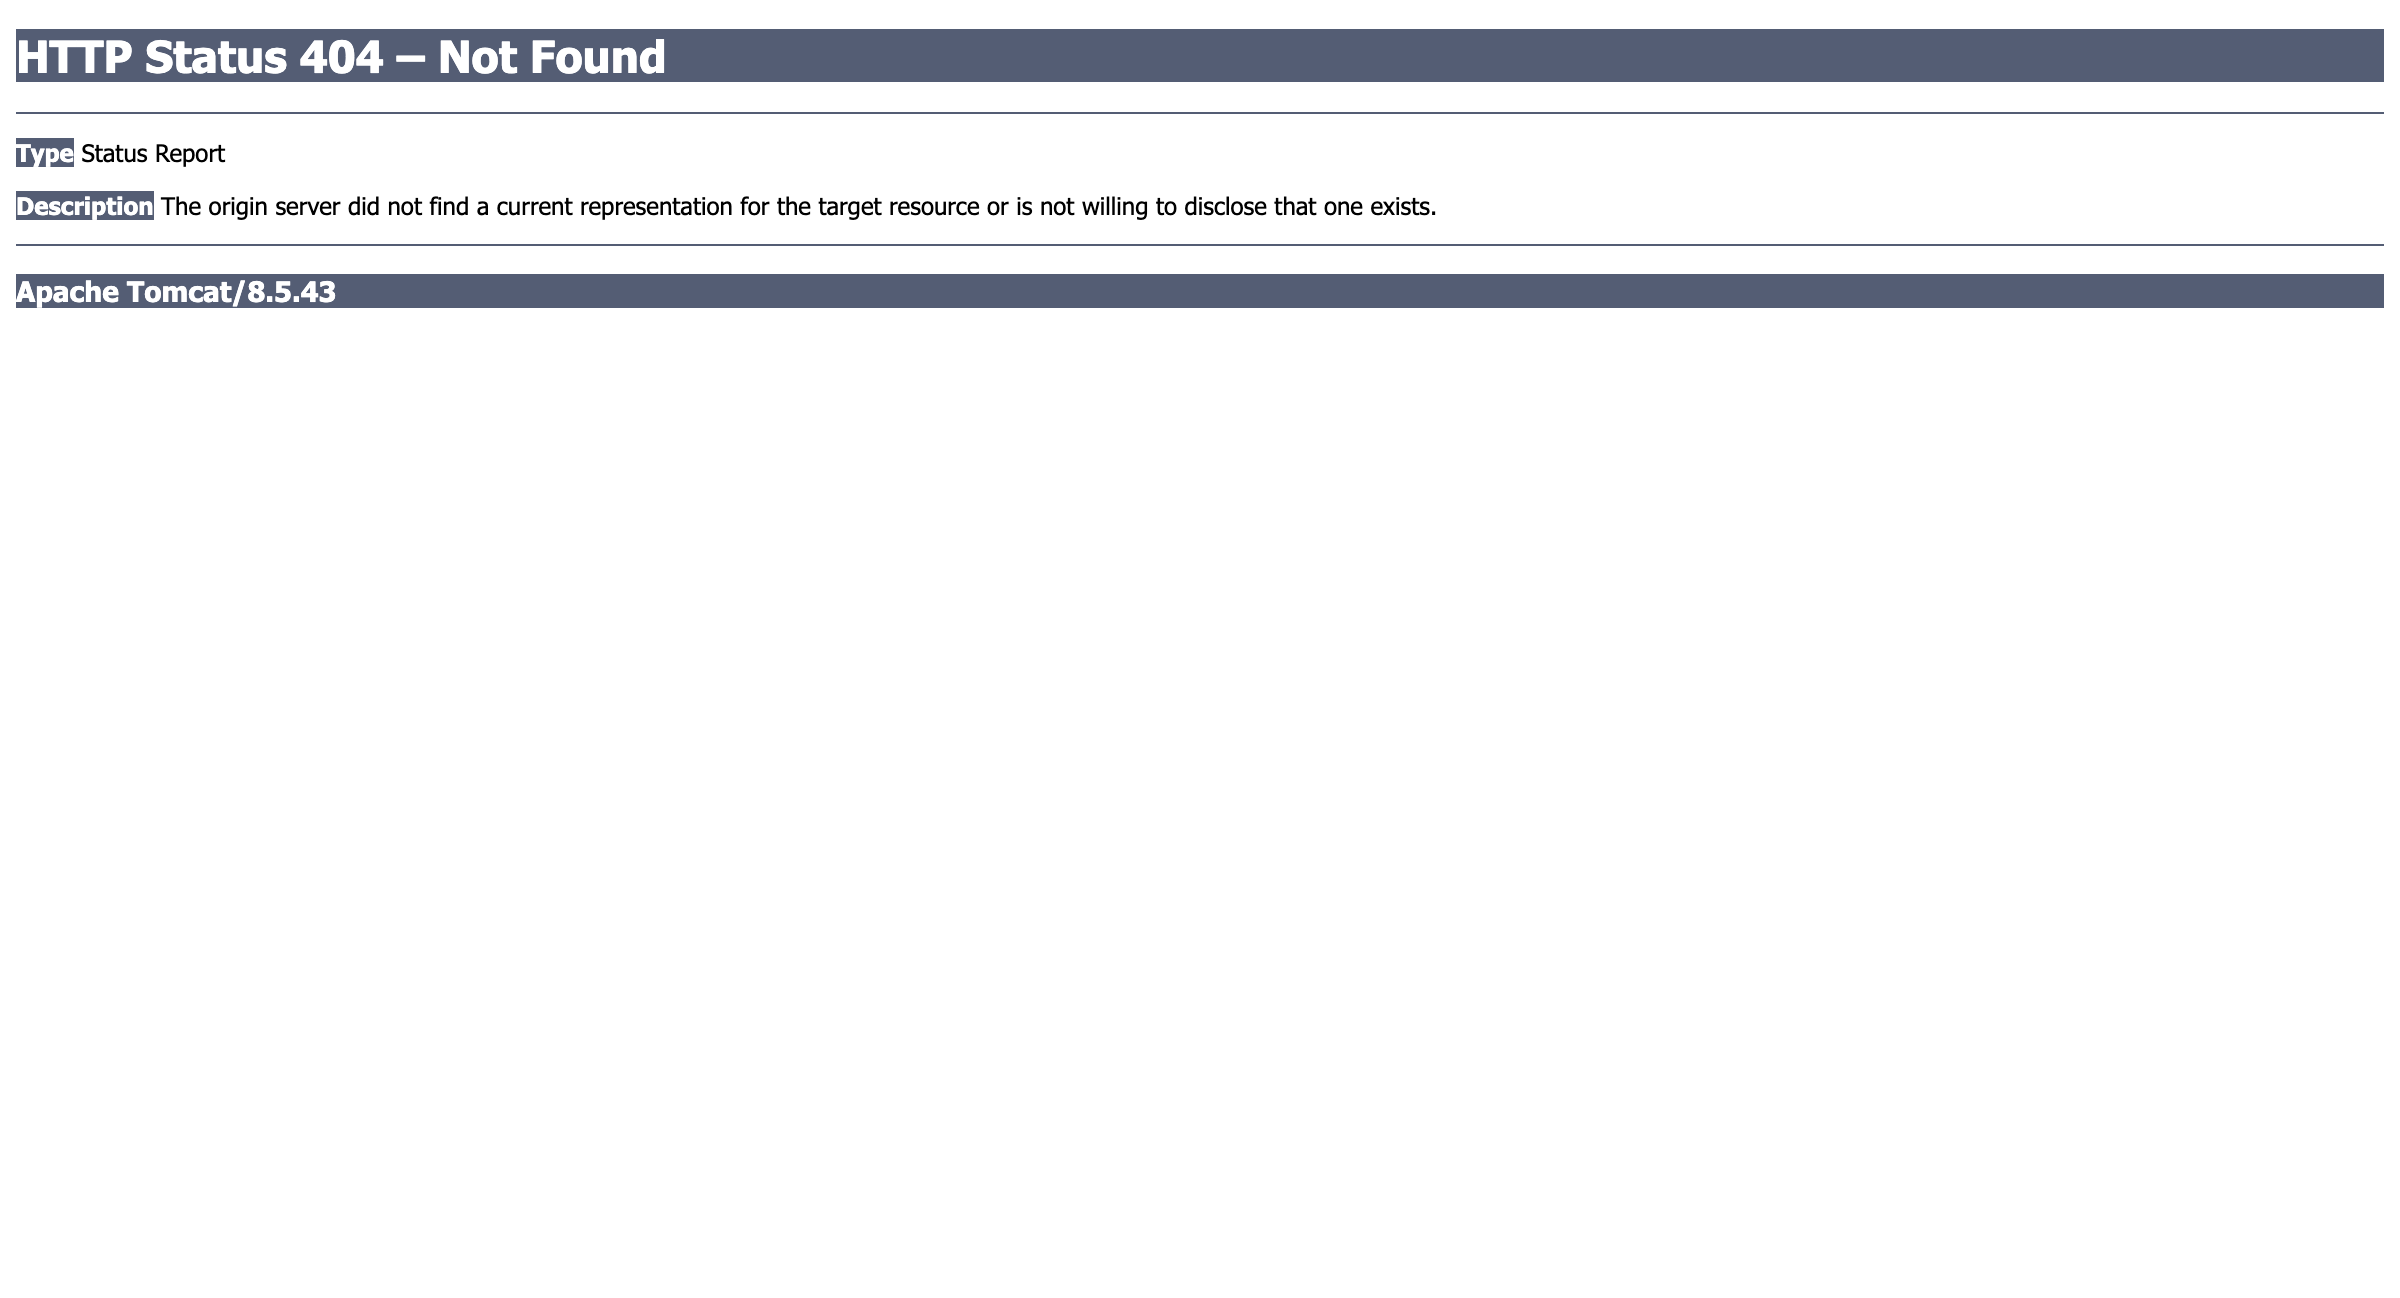 HTTP Status 404 – Not Found
Type Status Report
Description The origin server did not find a current representation for the target resource or is not willing to disclose that one exists.
Apache Tomcat/8.5.43